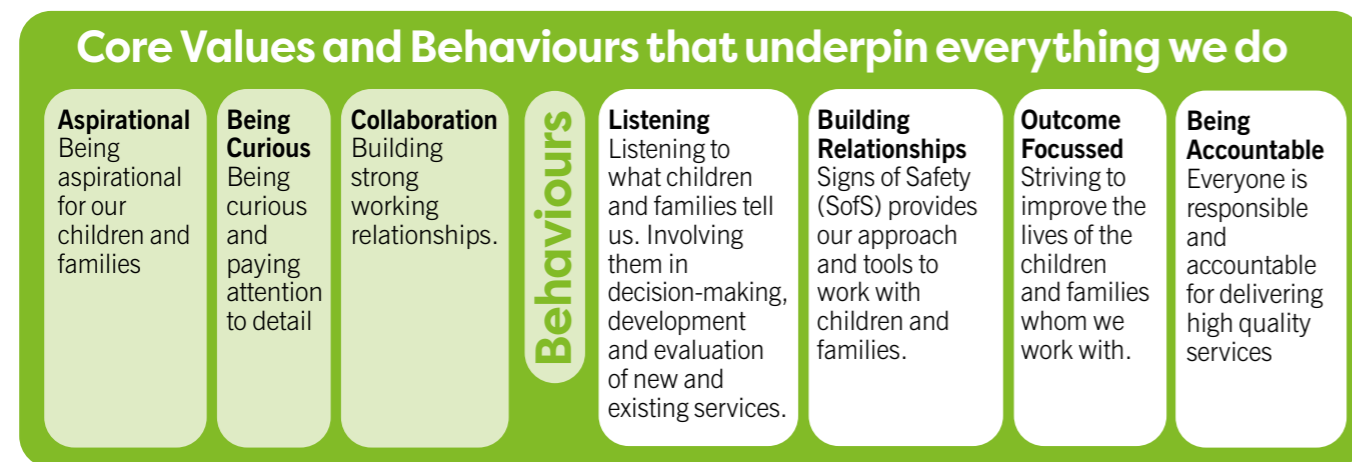 Core Values and Behaviours that underpin everything we do
Aspirational
Being
aspirational
for our
children and
families
Being
Curious
Being
curious
and
paying
attention
to detail
Collaboration
Building
strong
working
relationships.
Behaviours
Listening
Listening to
what children
and families tell
us. Involving
them in
decision-making,
development
and evaluation
of new and
existing services.
Building
Relationships
Signs of Safety
(SofS) provides
our approach
and tools to
work with
children and
families.
Outcome
Focussed
Striving to
improve the
lives of the
children
and families
whom we
work with.
Being
Accountable
Everyone is
responsible
and
accountable
for delivering
high quality
services